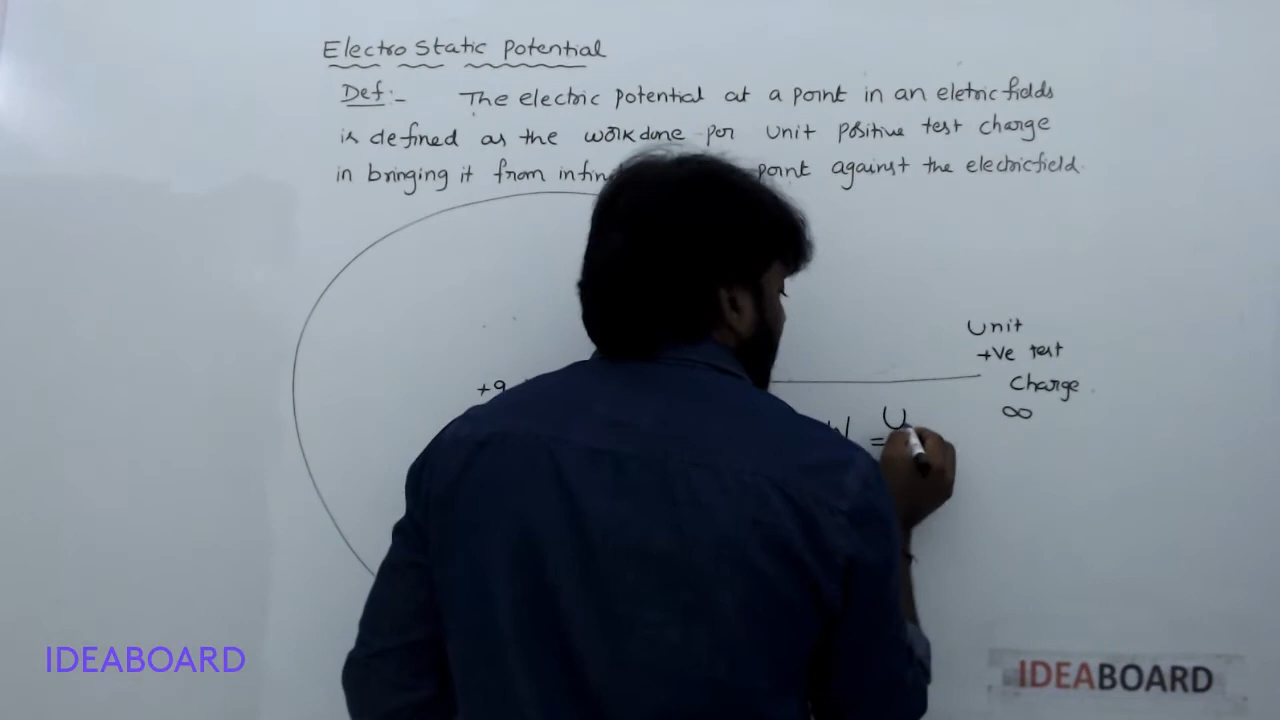 Electro Static Potential
Def:- The electric potential at a point in an eletric fields
is defined as the workdone per unit positive test charge
in bringing it from point against the electricfield.
Unit
+ve test
Charge
∞
+q
W = U
IDEABOARD
IDEABOARD